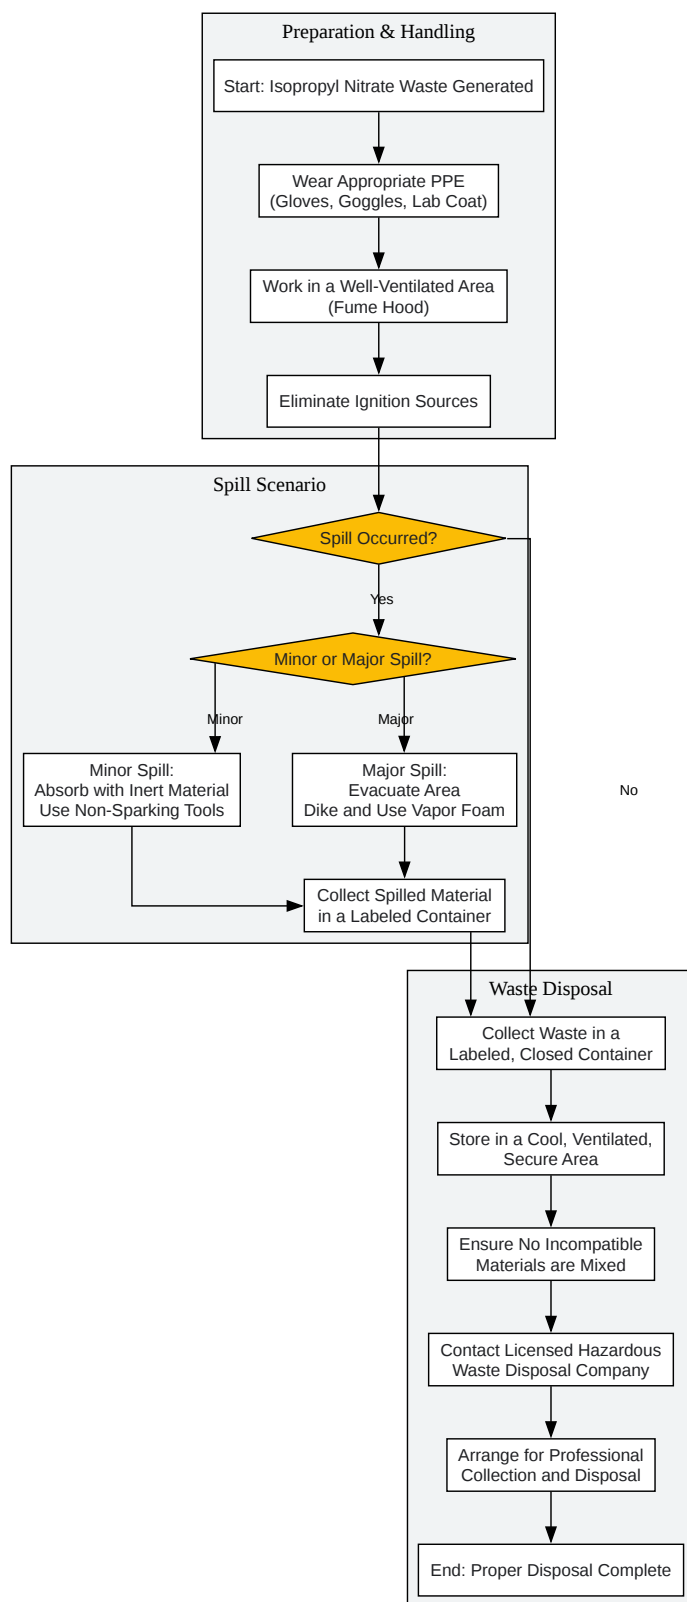 Preparation & Handling
Start: Isopropyl Nitrate Waste Generated
Wear Appropriate PPE
(Gloves, Goggles, Lab Coat)
Work in a Well-Ventilated Area
(Fume Hood)
Eliminate Ignition Sources
Spill Scenario
Spill Occurred?
Yes
Minor or Major Spill?
Minor
Major
Minor Spill:
Absorb with Inert Material
Use Non-Sparking Tools
Major Spill:
Evacuate Area
Dike and Use Vapor Foam
No
Collect Spilled Material
in a Labeled Container
Waste Disposal
Collect Waste in a
Labeled, Closed Container
Store in a Cool, Ventilated,
Secure Area
Ensure No Incompatible
Materials are Mixed
Contact Licensed Hazardous
Waste Disposal Company
Arrange for Professional
Collection and Disposal
End: Proper Disposal Complete